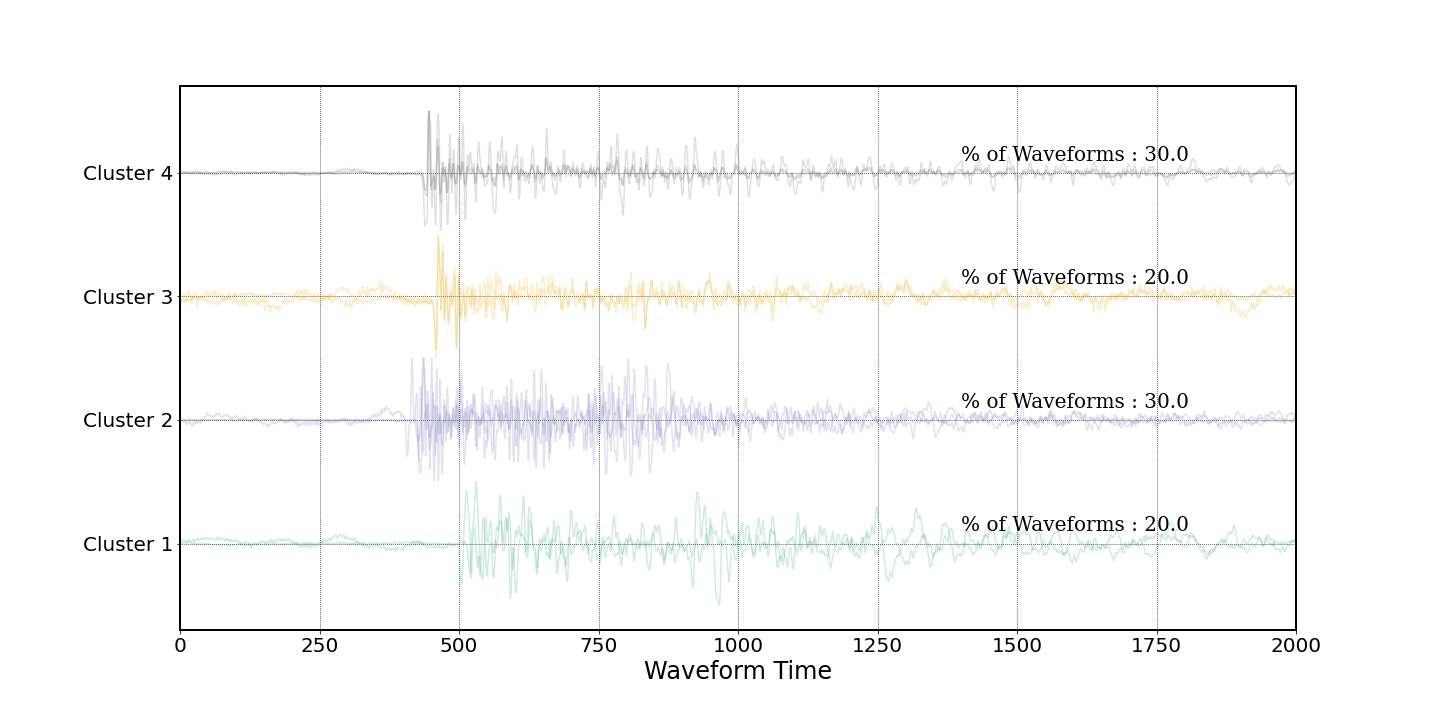 Cluster 4
% of Waveforms : 30.0
Cluster 3
% of Waveforms : 20.0
Cluster 2
% of Waveforms : 30.0
Cluster 1
% of Waveforms : 20.0
0 250 500 750 1000 1250 1500 1750 2000
Waveform Time